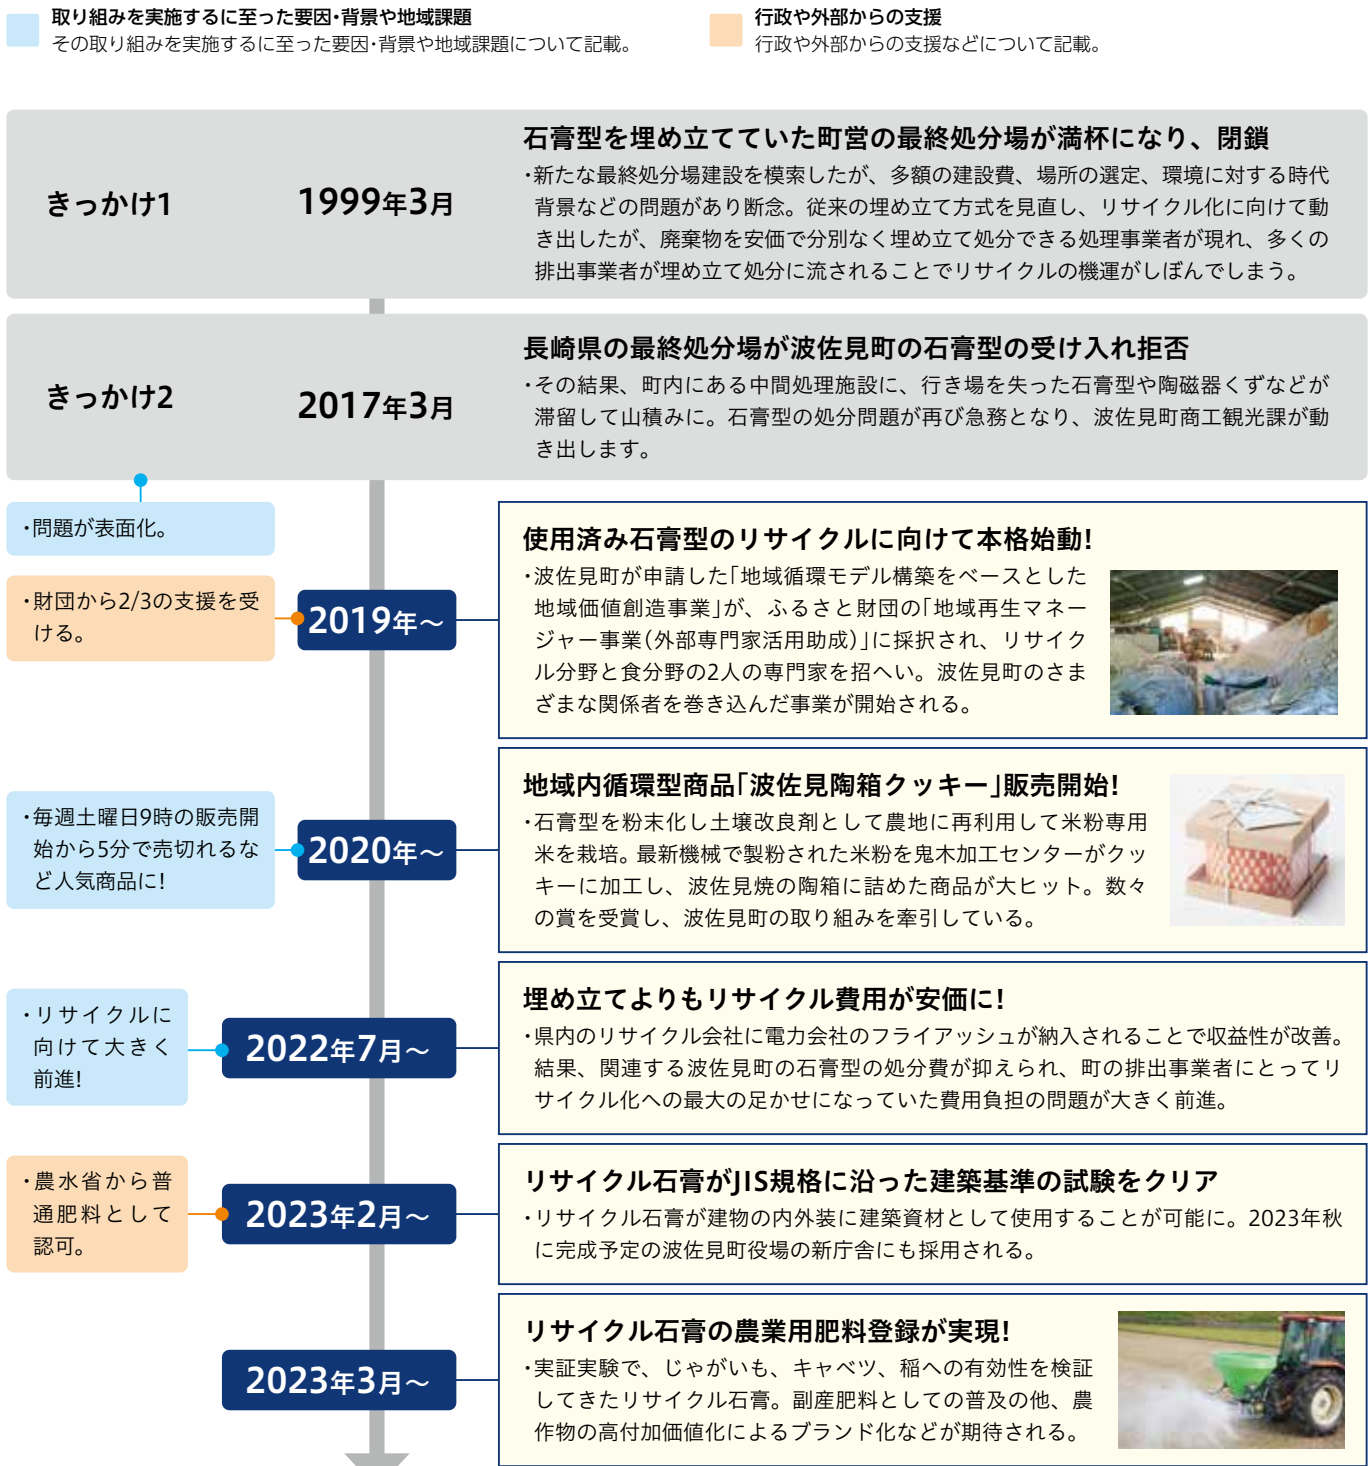 取り組みを実施するに至った要因・背景や地域課題
その取り組みを実施するに至った要因・背景や地域課題について記載。
行政や外部からの支援
行政や外部からの支援などについて記載。
きっかけ1
1999年3月
石膏型を埋め立てていた町営の最終処分場が満杯になり、閉鎖
・新たな最終処分場建設を模索したが、多額の建設費、場所の選定、環境に対する時代
背景などの問題があり断念。従来の埋め立て方式を見直し、リサイクル化に向けて動
き出したが、廃棄物を安価で分別なく埋め立て処分できる処理事業者が現れ、多くの
排出事業者が埋め立て処分に流されることでリサイクルの機運がしぼんでしまう。
きっかけ2
2017年3月
長崎県の最終処分場が波佐見町の石膏型の受け入れ拒否
・その結果、町内にある中間処理施設に、行き場を失った石膏型や陶磁器くずなどが
滞留して山積みに。石膏型の処分問題が再び急務となり、波佐見町商工観光課が動
き出します。
・問題が表面化。
・財団から2/3の支援を受
ける。
2019年〜
使用済み石膏型のリサイクルに向けて本格始動!
・波佐見町が申請した「地域循環モデル構築をベースとした
地域価値創造事業」が、ふるさと財団の「地域再生マネー
ジャー事業(外部専門家活用助成)」に採択され、リサイク
ル分野と食分野の2人の専門家を招へい。波佐見町のさま
ざまな関係者を巻き込んだ事業が開始される。
・毎週土曜日9時の販売開
始から5分で売切れるな
ど人気商品に!
2020年〜
地域内循環型商品「波佐見陶箱クッキー」販売開始!
・石膏型を粉末化し土壌改良剤として農地に再利用して米粉専用
米を栽培。最新機械で製粉された米粉を鬼木加工センターがクッ
キーに加工し、波佐見焼の陶箱に詰めた商品が大ヒット。数々
の賞を受賞し、波佐見町の取り組みを牽引している。
・リサイクルに
向けて大きく
前進!
2022年7月〜
埋め立てよりもリサイクル費用が安価に!
・県内のリサイクル会社に電力会社のフライアッシュが納入されることで収益性が改善。
結果、関連する波佐見町の石膏型の処分費が抑えられ、町の排出事業者にとってリ
サイクル化への最大の足かせになっていた費用負担の問題が大きく前進。
・農水省から普
通肥料として
認可。
2023年2月〜
リサイクル石膏がJIS規格に沿った建築基準の試験をクリア
・リサイクル石膏が建物の内外装に建築資材として使用することが可能に。2023年秋
に完成予定の波佐見町役場の新庁舎にも採用される。
2023年3月〜
リサイクル石膏の農業用肥料登録が実現!
・実証実験で、じゃがいも、キャベツ、稲への有効性を検証
してきたリサイクル石膏。副産肥料としての普及の他、農
作物の高付加価値化によるブランド化などが期待される。